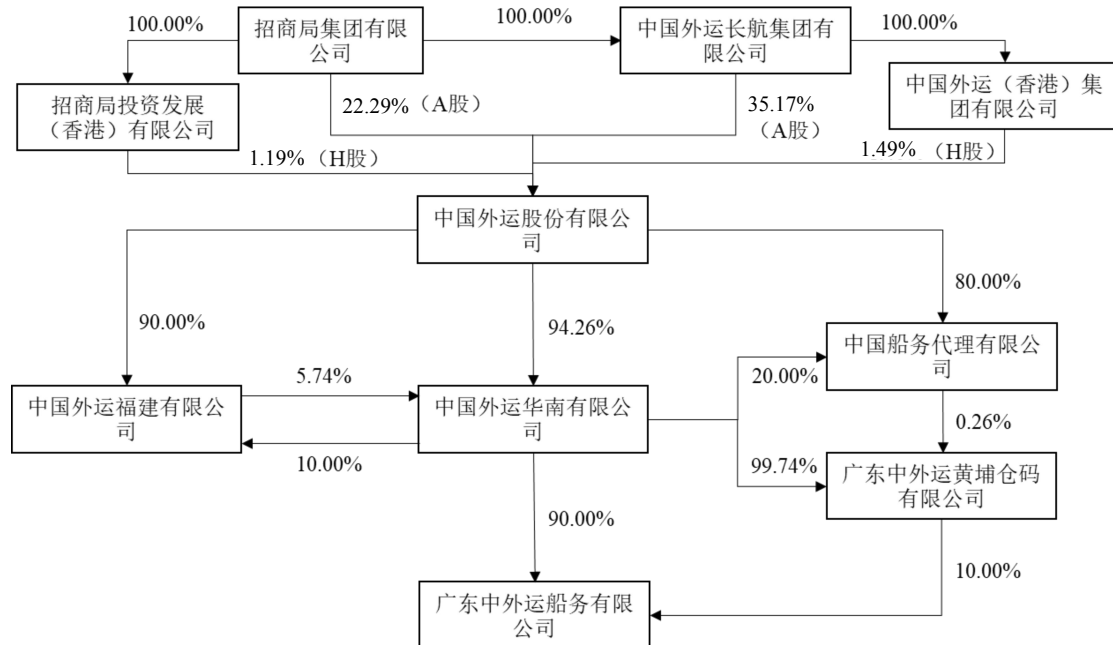 100.00%
招商局集团有限
公司
100.00%
中国外运长航集团有
限公司
100.00%
招商局投资发展
（香港）有限公司
22.29%（A股）
35.17%
（A股）
中国外运（香港）集
团有限公司
1.19%（H股）
1.49%（H股）
中国外运股份有限公
司
90.00%
94.26%
80.00%
中国船务代理有限公
司
5.74%
20.00%
中国外运福建有限公
司
中国外运华南有限公
司
0.26%
10.00%
99.74%
广东中外运黄埔仓码
有限公司
90.00%
10.00%
广东中外运船务有限
公司